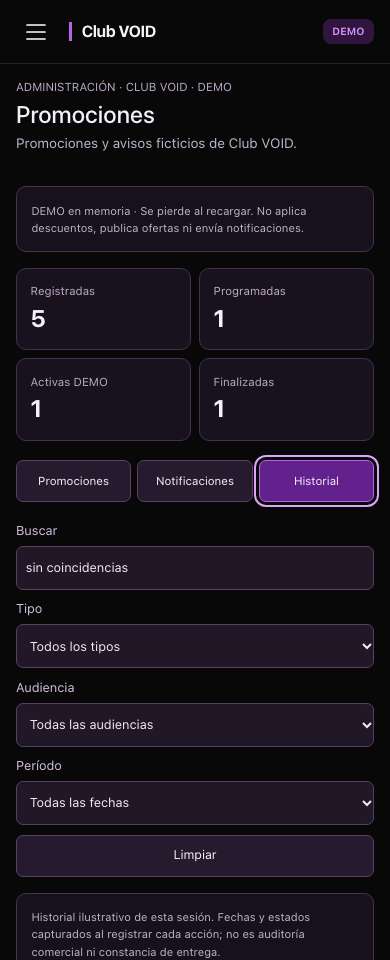 Club VOID
DEMO
ADMINISTRACIÓN · CLUB VOID · DEMO
Promociones
Promociones y avisos ficticios de Club VOID.
DEMO en memoria · Se pierde al recargar. No aplica
descuentos, publica ofertas ni envía notificaciones.
Registradas
5
Programadas
1
Activas DEMO
1
Finalizadas
1
Promociones
Notificaciones
Historial
Buscar
sin coincidencias
Tipo
Todos los tipos
Audiencia
Todas las audiencias
Período
Todas las fechas
Limpiar
Historial ilustrativo de esta sesión. Fechas y estados
capturados al registrar cada acción; no es auditoría
comercial ni constancia de entrega.